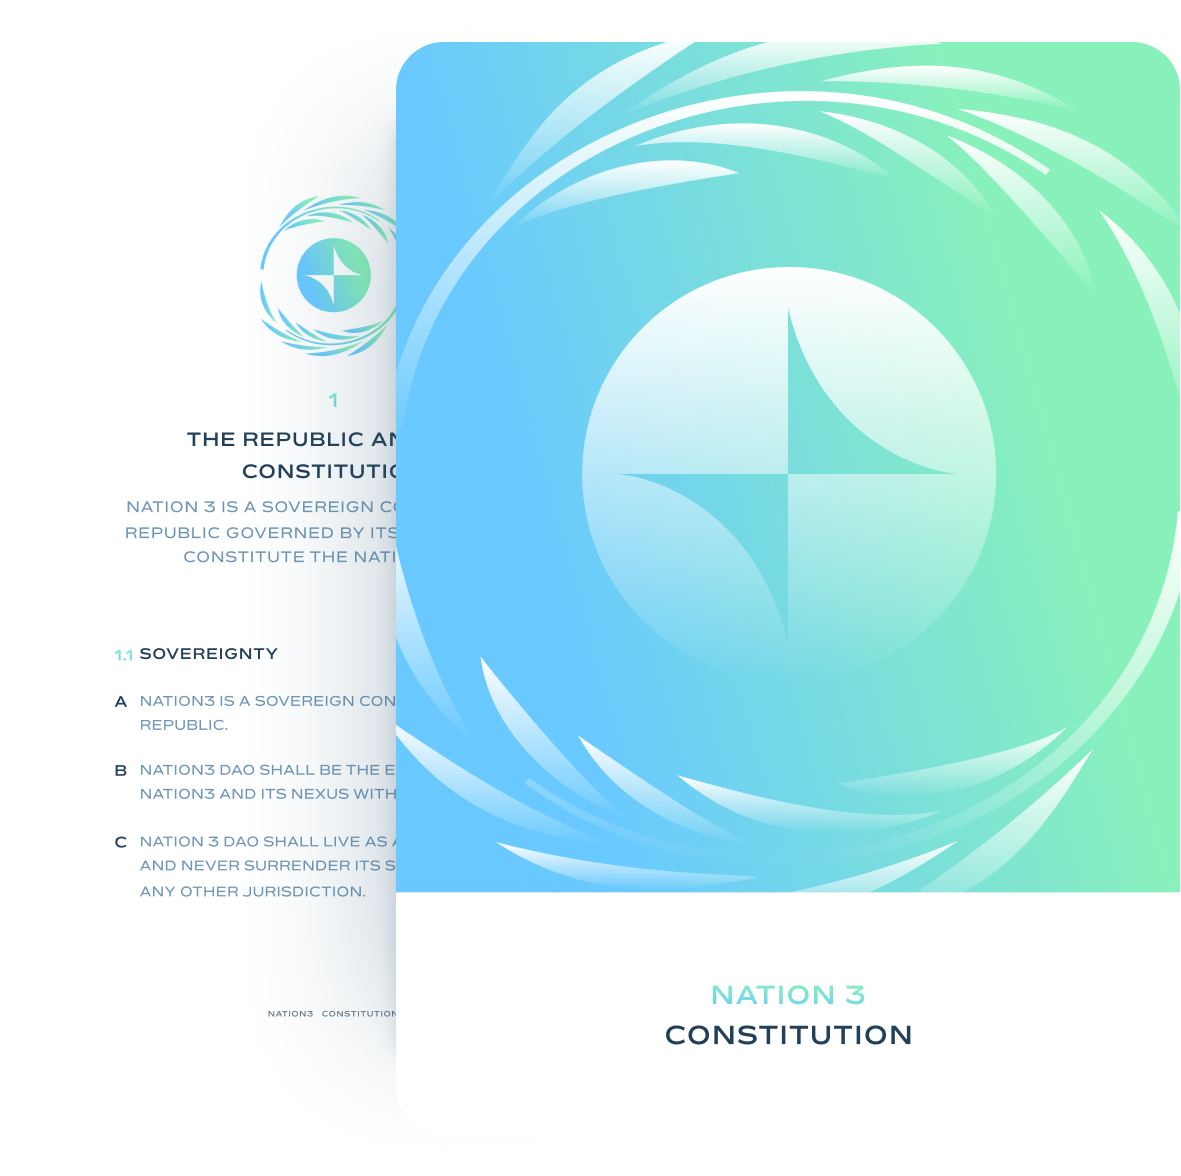 1
THE REPUBLIC
CONSTITUTIO
NATION 3 IS A SOVEREIGN
REPUBLIC GOVERNED BY ITS
CONSTITUTE THE NATI
1.1 SOVEREIGNTY
A NATION3 IS A SOVEREIGN CON
REPUBLIC.
B NATION3 DAO SHALL BE THE E
NATION3 AND ITS NEXUS WITH
C NATION 3 DAO SHALL LIVE AS A
AND NEVER SURRENDER ITS S
ANY OTHER JURISDICTION.
NATION3 CONSTITUTION
NATION 3
CONSTITUTION